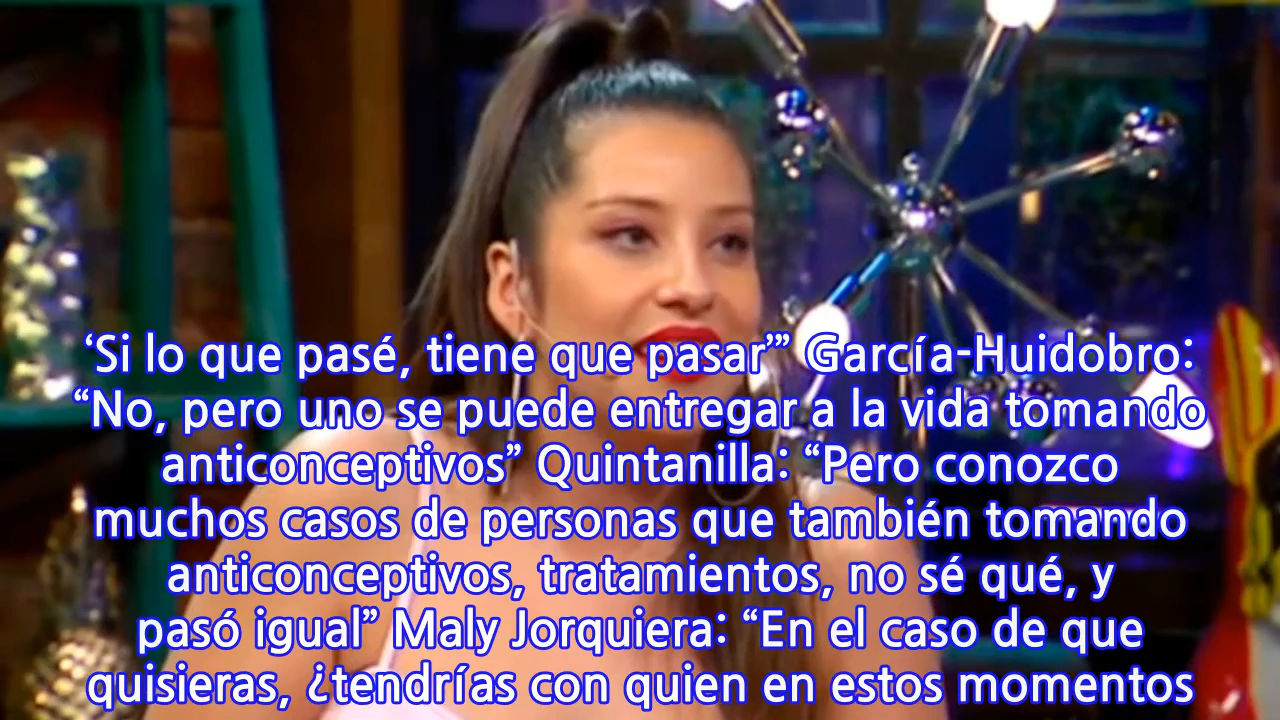 ‘Si lo que pasé, tiene que pasar’” García-Huidobro:
“No, pero uno se puede entregar a la vida tomando
anticonceptivos” Quintanilla: “Pero conozco
muchos casos de personas que también tomando
anticonceptivos, tratamientos, no sé qué, y
pasó igual” Maly Jorquiera: “En el caso de que
quisieras, ¿tendrías con quien en estos momentos